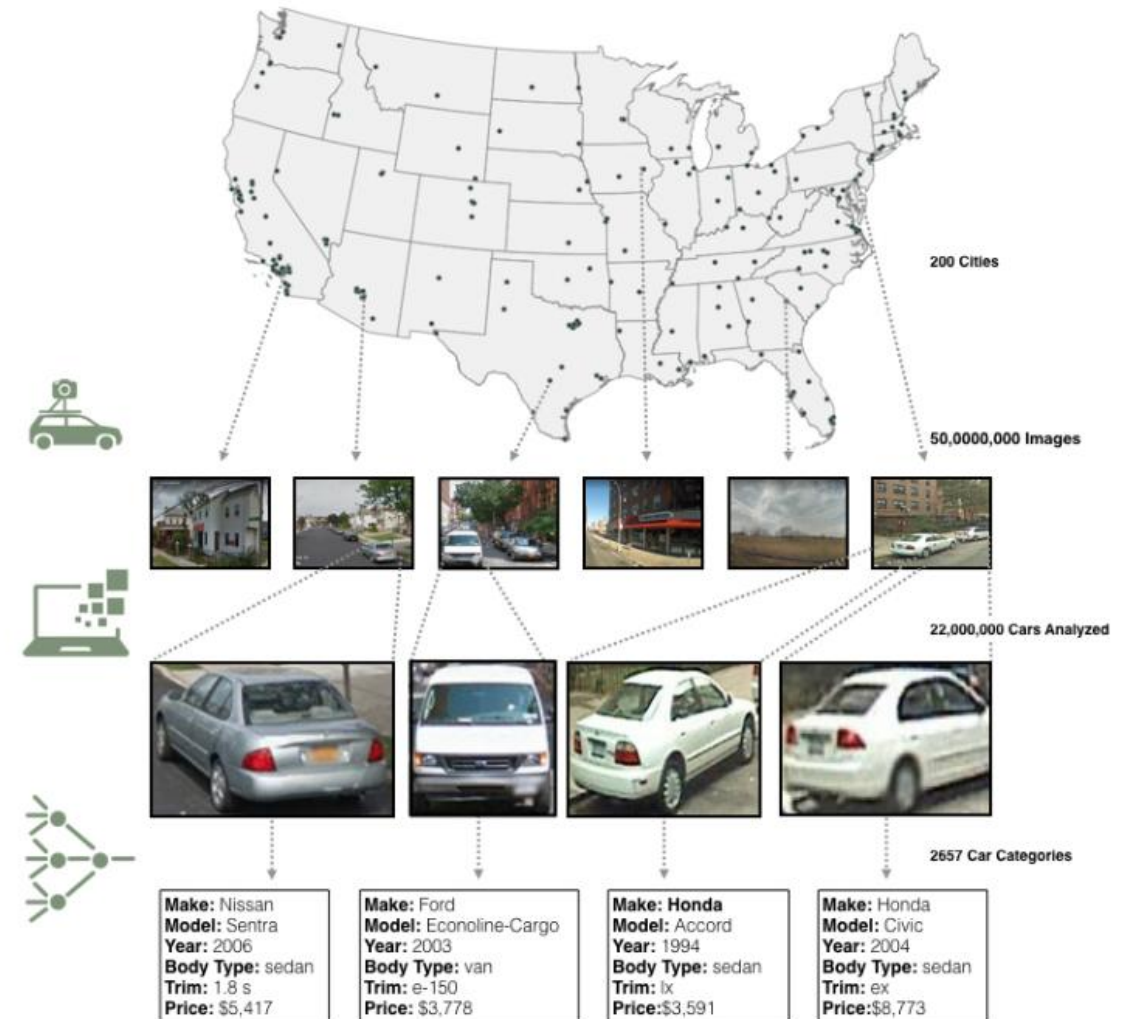 200 Cities
50,0000,000 Images
22,000,000 Cars Analyzed
2657 Car Categories
Make: Nissan
Model: Sentra
Year: 2006
Body Type: sedan
Trim: 1.8 s
Price: $5,417
Make: Ford
Model: Econoline-Cargo
Year: 2003
Body Type: van
Trim: e-150
Price: $3,778
Make: Honda
Model: Accord
Year: 1994
Body Type: sedan
Trim: lx
Price:$3,591
Make: Honda
Model: Civic
Year: 2004
Body Type: sedan
Trim: ex
Price:$8,773